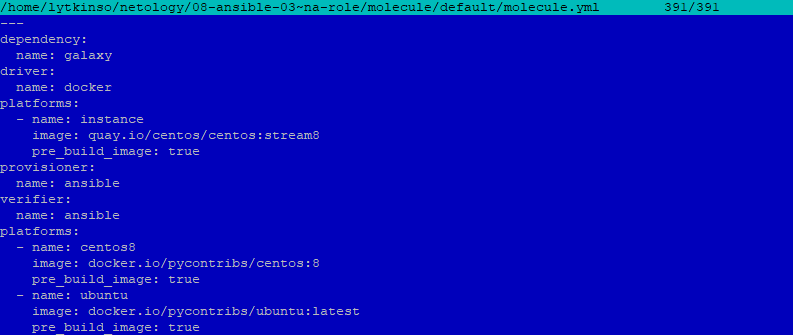 /home/lytkinso/netology/08-ansible-03~na-role/molecule/default/molecule.yml 391/391
---
dependency:
  name: galaxy
driver:
  name: docker
platforms:
  - name: instance
    image: quay.io/centos/centos:stream8
    pre_build_image: true
provisioner:
  name: ansible
verifier:
  name: ansible
platforms:
  - name: centos8
    image: docker.io/pycontribs/centos:8
    pre_build_image: true
  - name: ubuntu
    image: docker.io/pycontribs/ubuntu:latest
    pre_build_image: true